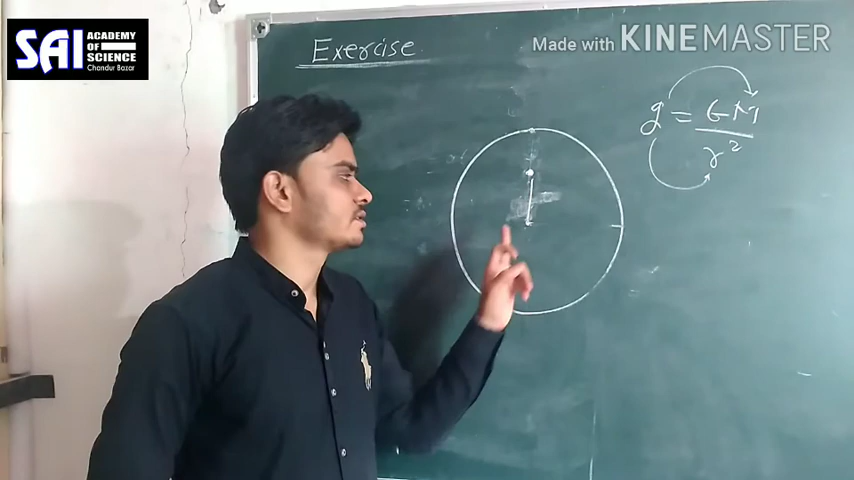 SAI ACADEMY OF SCIENCE
Chandur Bazar
Made with KINEMASTER
Exercise
g = GM
r²